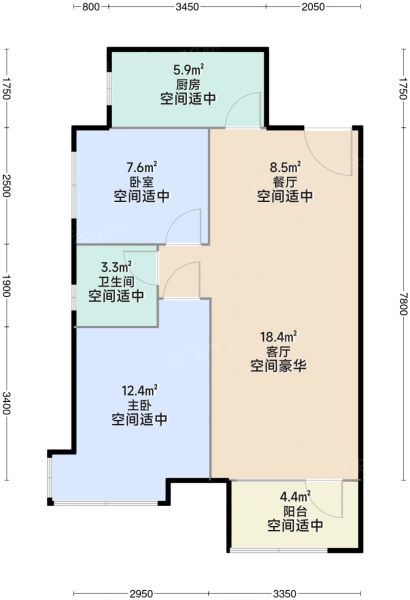 800 3450 2050
1750
1750
5.9㎡
厨房
空间适中
2500
7.6㎡
卧室
空间适中
8.5㎡
餐厅
空间适中
1900
3.3㎡
卫生间
空间适中
7800
18.4㎡
客厅
空间豪华
3400
12.4㎡
主卧
空间适中
4.4㎡
阳台
空间适中
2950 3350